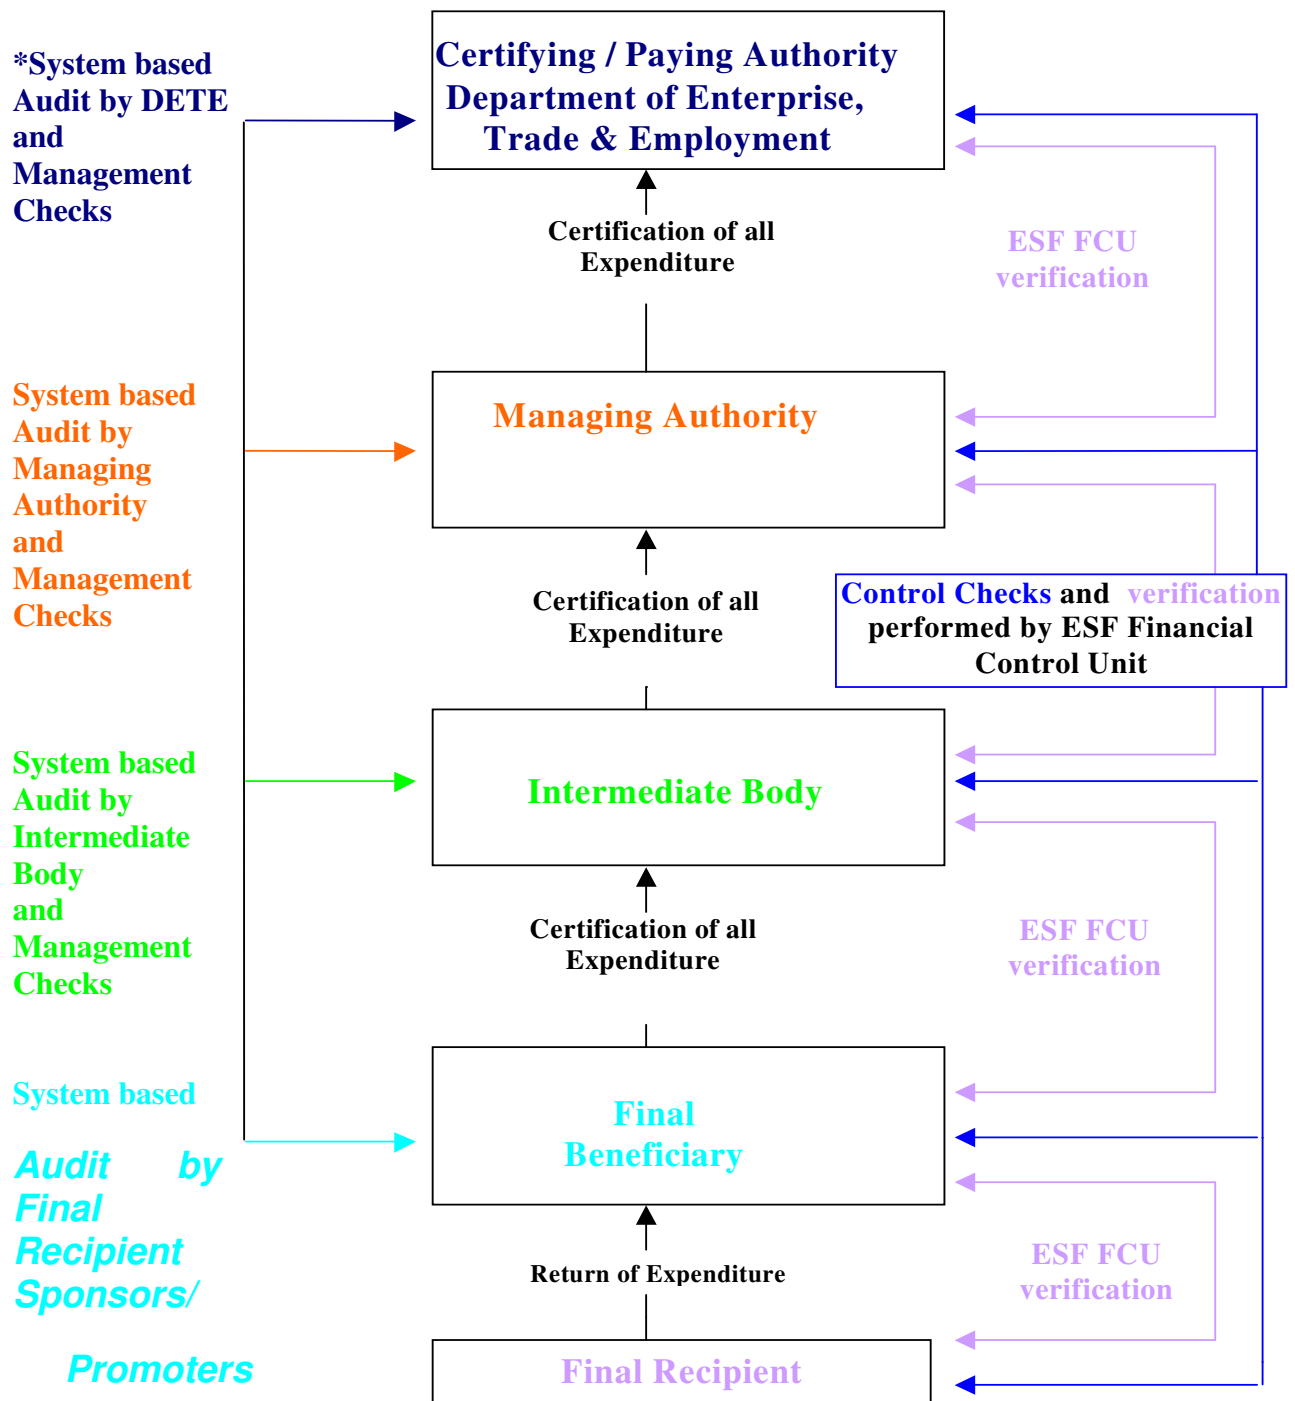 *System based
Audit by DETE
and
Management
Checks
Certifying / Paying Authority
Department of Enterprise,
Trade & Employment
Certification of all
Expenditure
ESF FCU
verification
System based
Audit by
Managing
Authority
and
Management
Checks
Managing Authority
Certification of all
Expenditure
Control Checks and verification
performed by ESF Financial
Control Unit
System based
Audit by
Intermediate
Body
and
Management
Checks
Intermediate Body
Certification of all
Expenditure
ESF FCU
verification
System based
Audit by
Final
Recipient
Sponsors/
Promoters
Final
Beneficiary
Return of Expenditure
ESF FCU
verification
Final Recipient